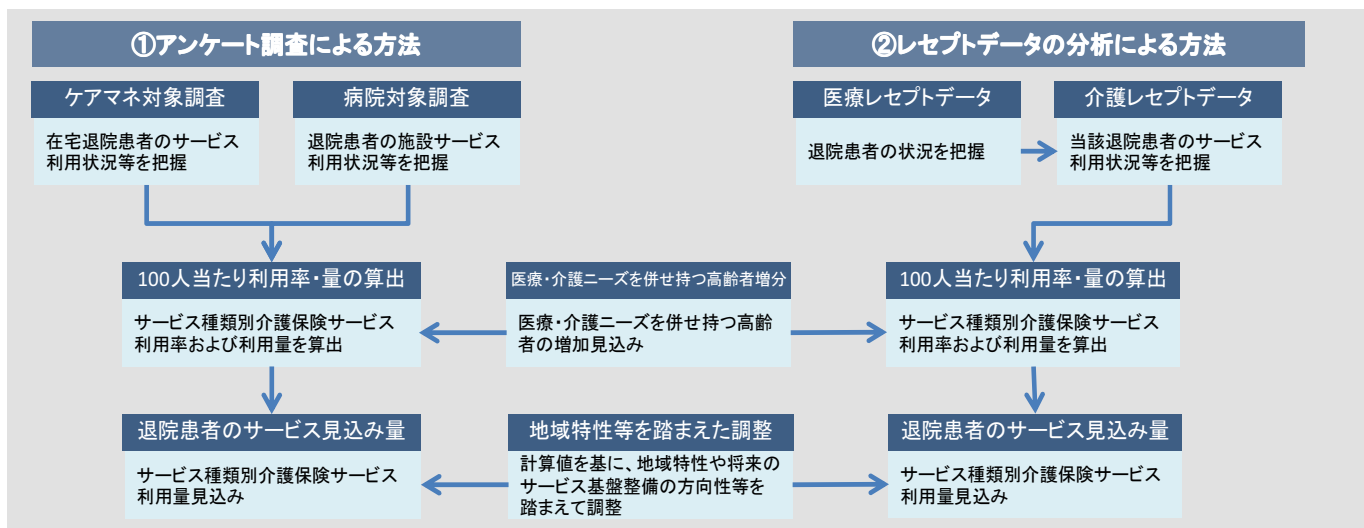 ①アンケート調査による方法
ケアマネ対象調査
在宅退院患者のサービス
利用状況等を把握
病院対象調査
退院患者の施設サービス
利用状況等を把握
②レセプトデータの分析による方法
医療レセプトデータ
退院患者の状況を把握
介護レセプトデータ
当該退院患者のサービス
利用状況等を把握
100人当たり利用率・量の算出
サービス種類別介護保険サービス
利用率および利用量を算出
医療・介護ニーズを併せ持つ高齢者増分
医療・介護ニーズを併せ持つ高齢
者の増加見込み
100人当たり利用率・量の算出
サービス種類別介護保険サービス
利用率および利用量を算出
退院患者のサービス見込み量
サービス種類別介護保険サービス
利用量見込み
地域特性等を踏まえた調整
計算値を基に、地域特性や将来の
サービス基盤整備の方向性等を
踏まえて調整
退院患者のサービス見込み量
サービス種類別介護保険サービス
利用量見込み